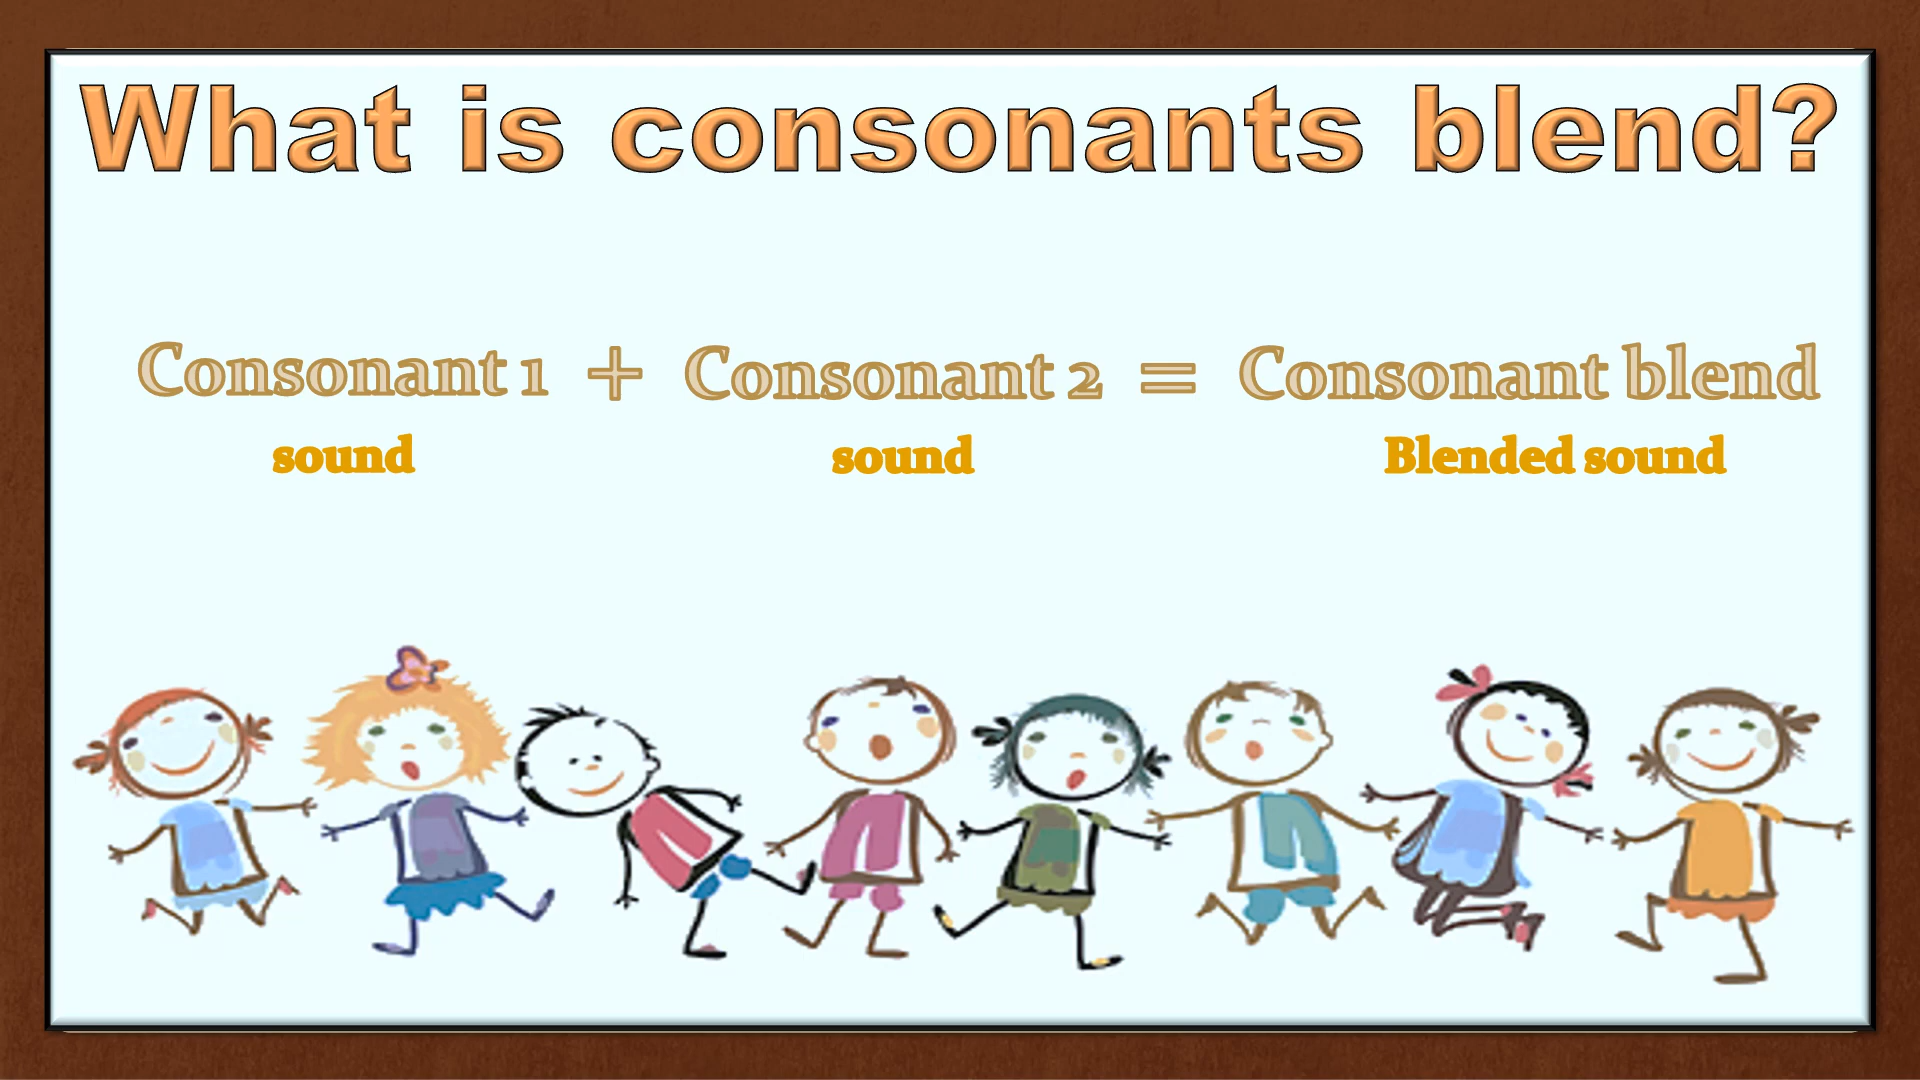 What is consonants blend?
Consonant 1 + Consonant 2 = Consonant blend
sound sound Blended sound